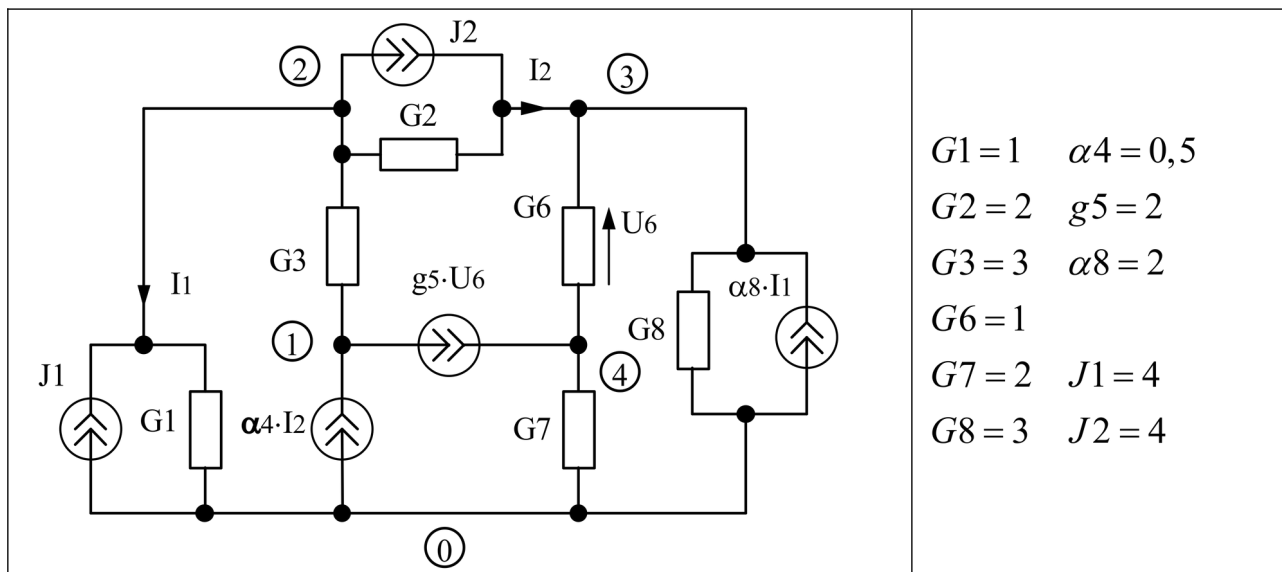 J2
②
I2
③
G2
G6
U6
G3
I1
g5·U6
α8·I1
G8
①
J1
④
G1
α4·I2
G7
⓪
G1=1 α4=0,5
G2=2 g5=2
G3=3 α8=2
G6=1
G7=2 J1=4
G8=3 J2=4